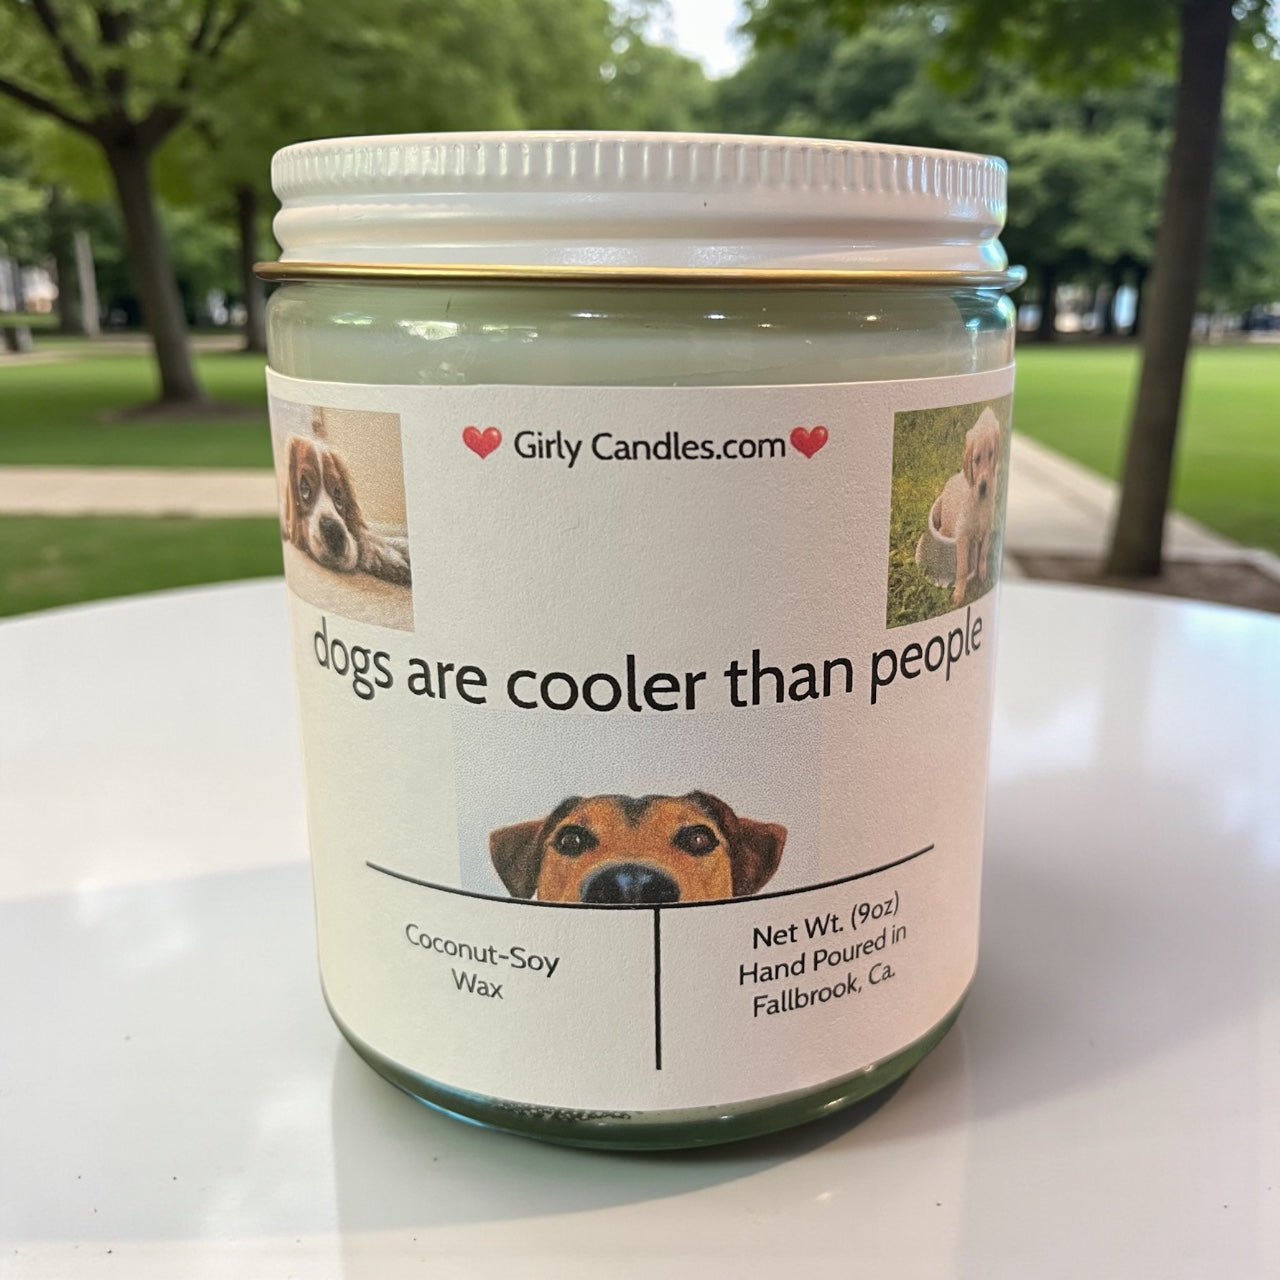 Girly Candles.com
dogs are cooler than people
Coconut-Soy
Wax
Net Wt. (9oz)
Hand Poured in
Fallbrook, Ca.